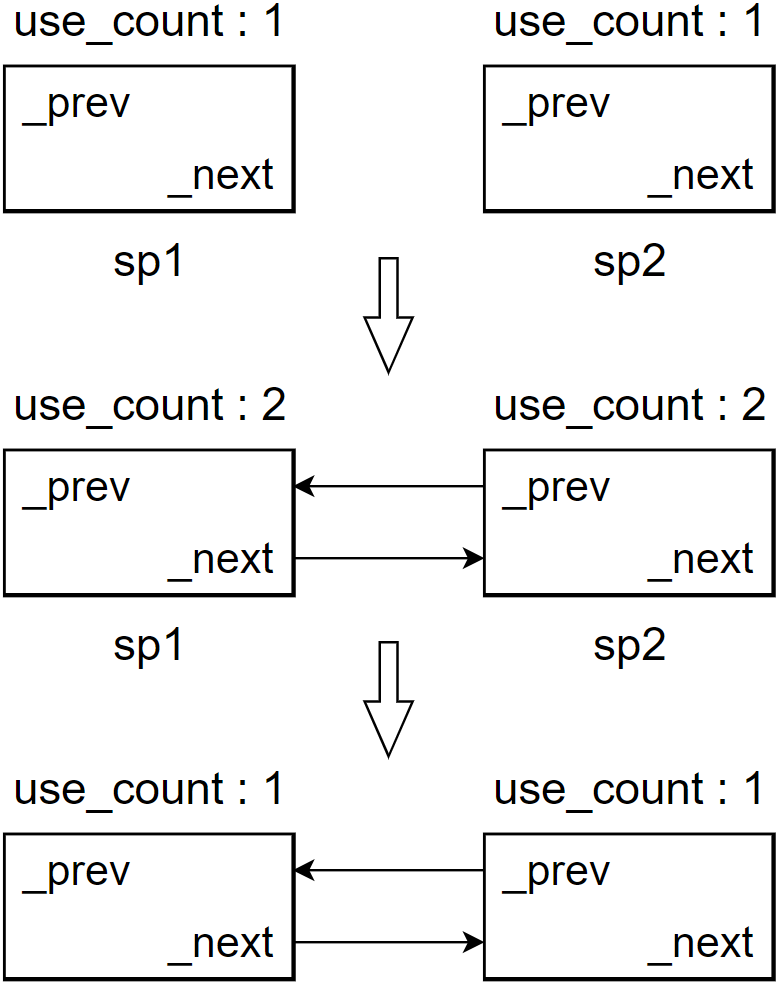 use_count : 1 use_count : 1
_prev _prev
_next _next
sp1 sp2
use_count : 2 use_count : 2
_prev _prev
_next _next
sp1 sp2
use_count : 1 use_count : 1
_prev _prev
_next _next